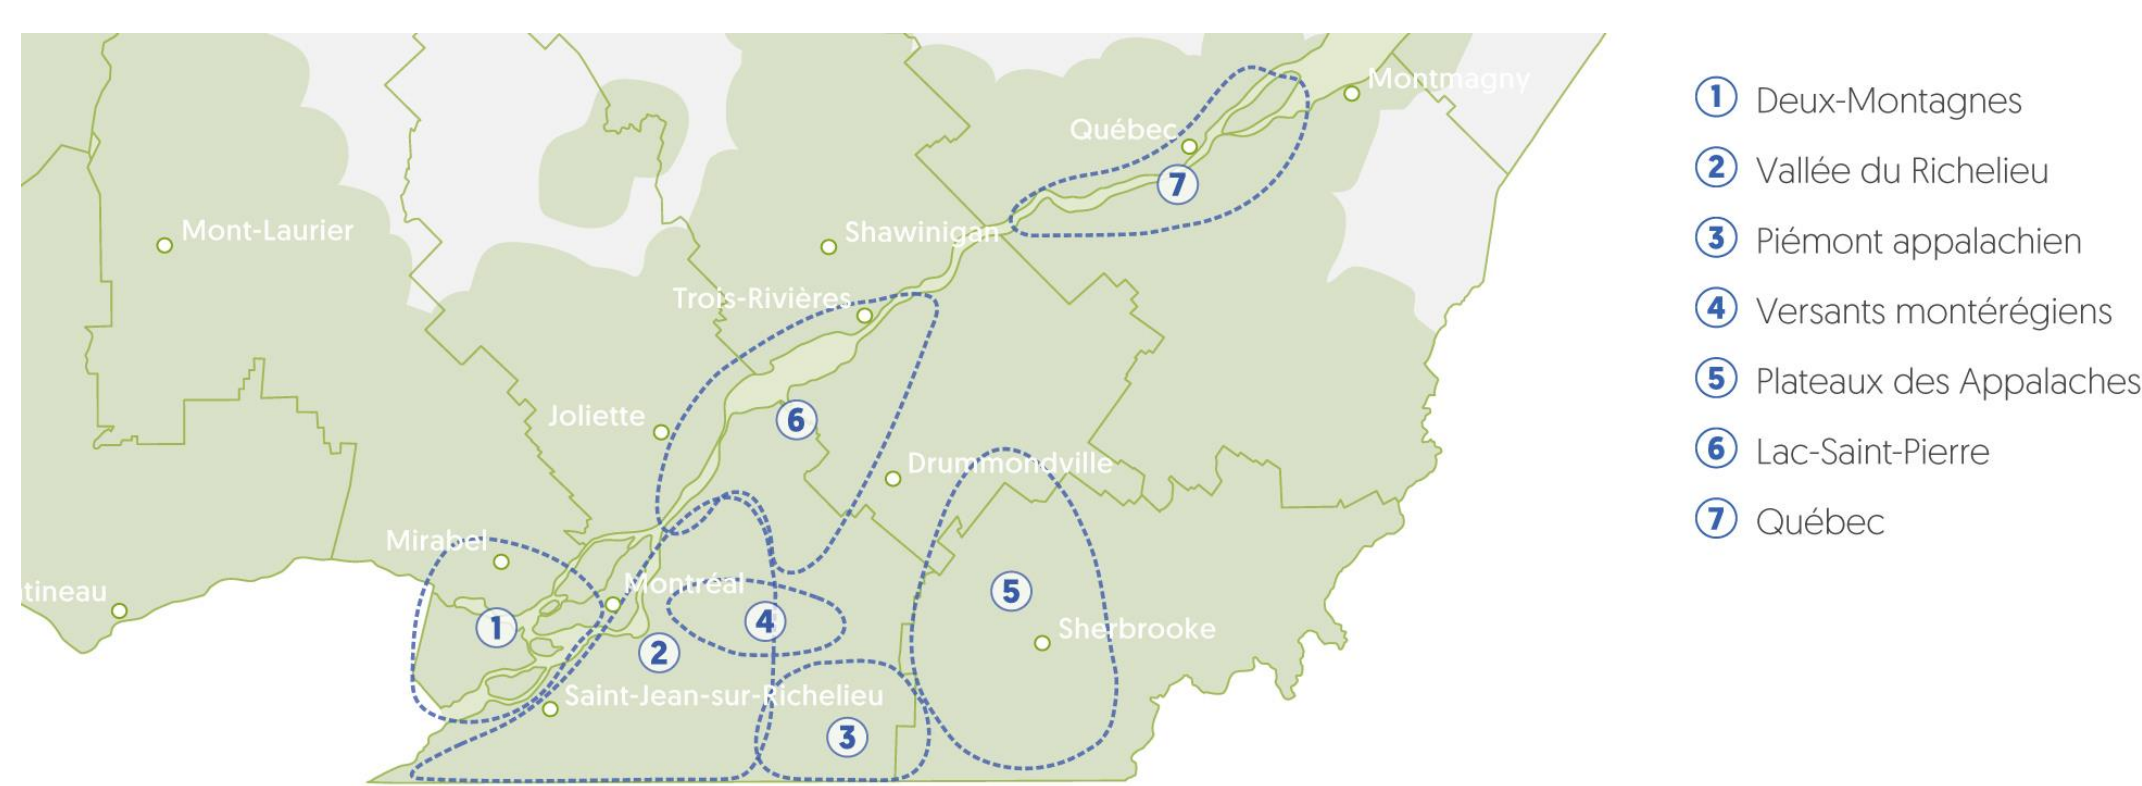 Montmagny
Québec
7
Mont-Laurier
Shawinigan
Trois-Rivières
Joliette
6
Drummondville
Mirabel
tineau
Montréal
5
1
4
2
Sherbrooke
Saint-Jean-sur-Richelieu
3
1 Deux-Montagnes
2 Vallée du Richelieu
3 Piémont appalachien
4 Versants montérégiens
5 Plateaux des Appalaches
6 Lac-Saint-Pierre
7 Québec